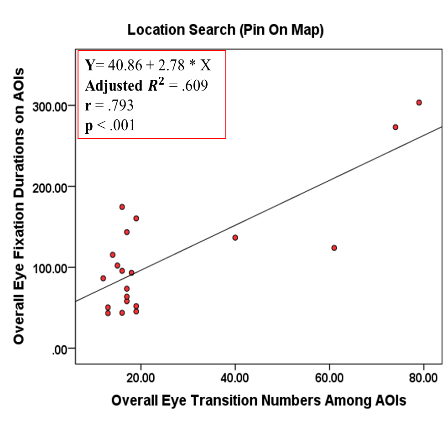 Location Search (Pin On Map)
Y= 40.86 + 2.78 * X
Adjusted R² = .609
r = .793
p < .001
Overall Eye Fixation Durations on AOIs
300.00
200.00
100.00
.00
20.00 40.00 60.00 80.00
Overall Eye Transition Numbers Among AOIs